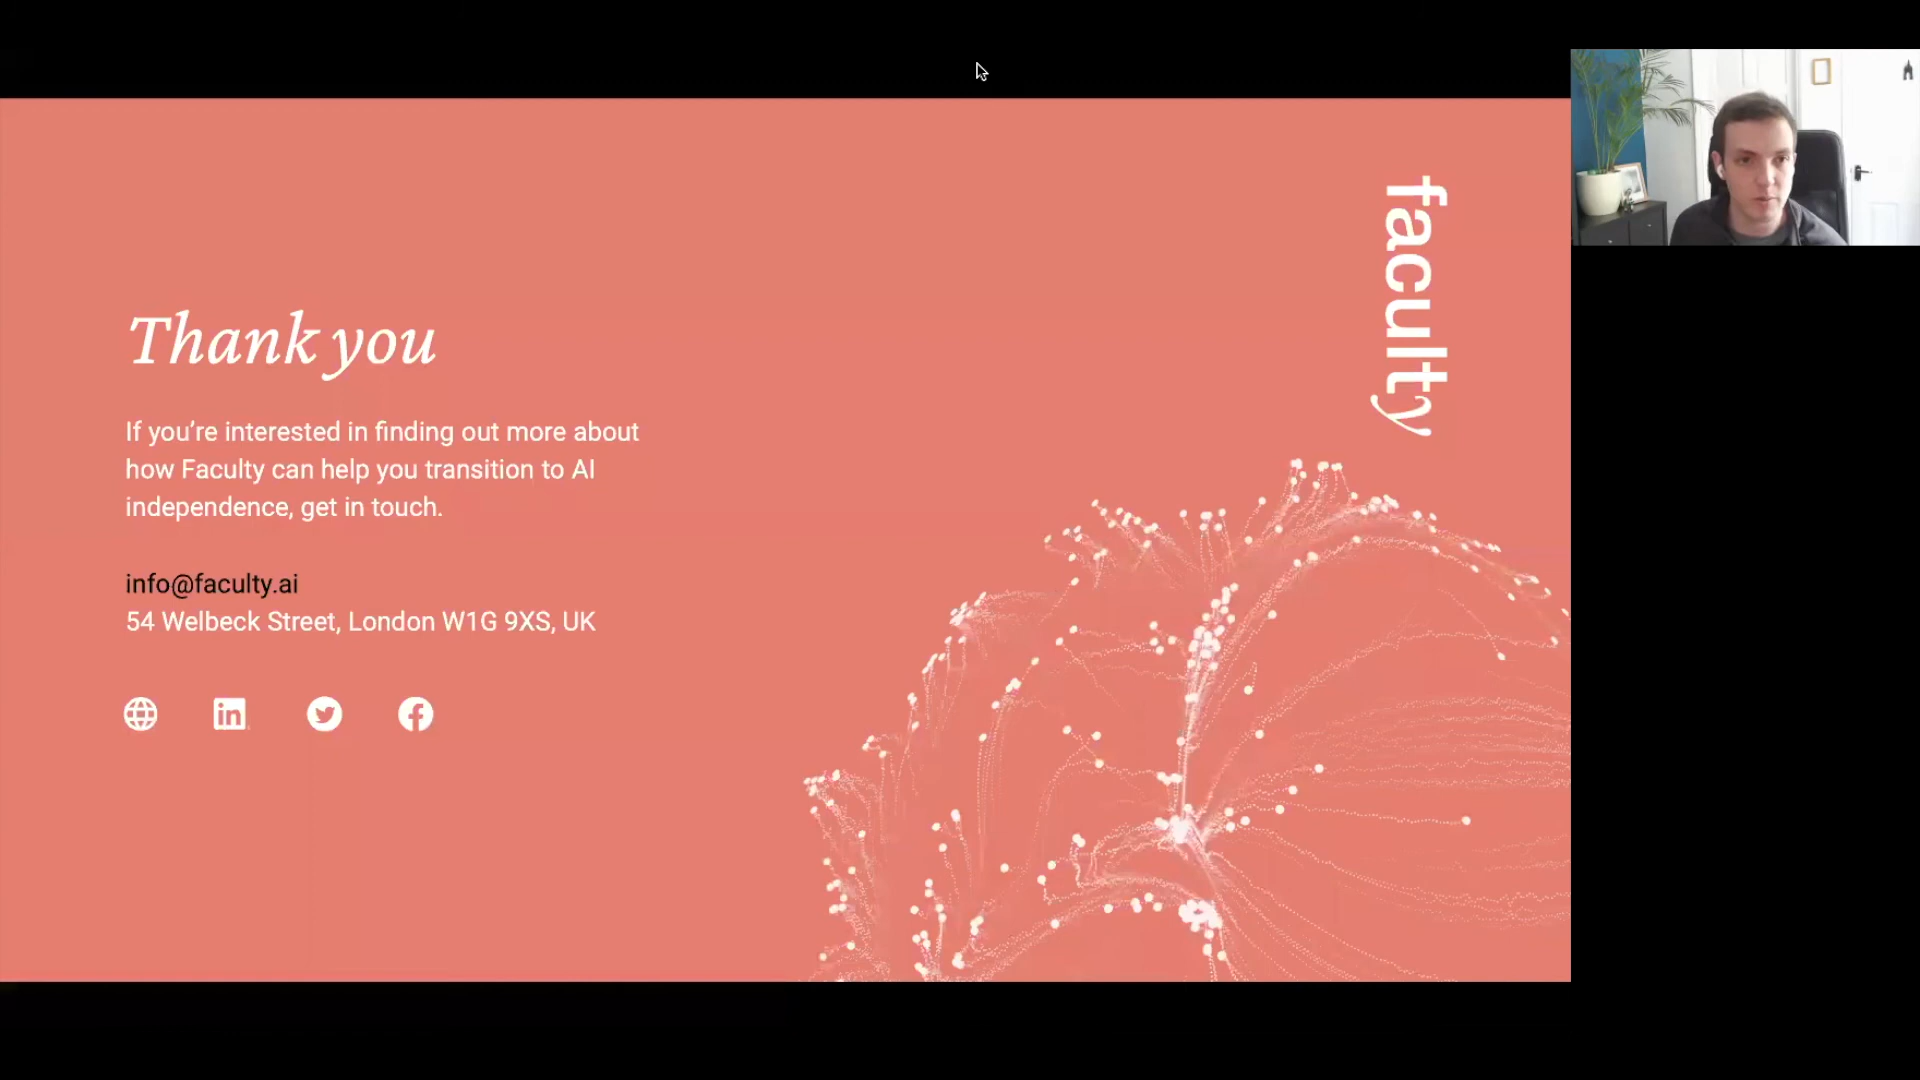 faculty
Thank you
If you’re interested in finding out more about
how Faculty can help you transition to AI
independence, get in touch.
info@faculty.ai
54 Welbeck Street, London W1G 9XS, UK
in